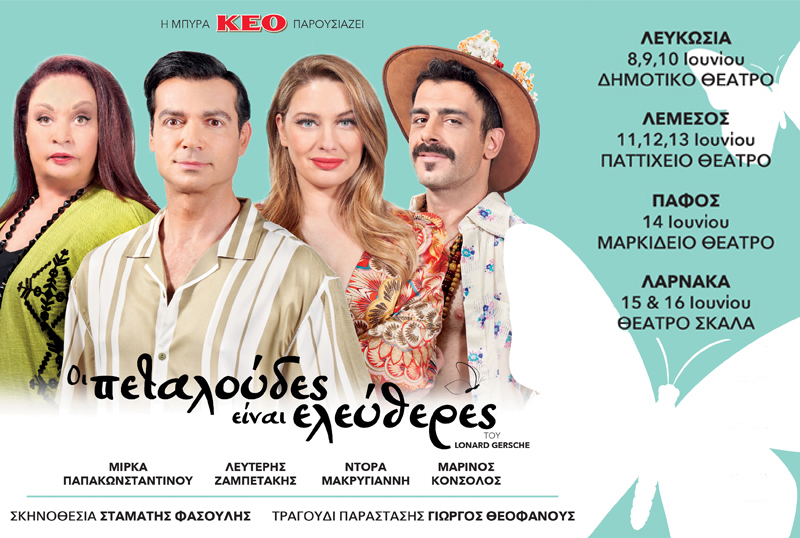 Η ΜΠΥΡΑ ΚΕΟ ΠΑΡΟΥΣΙΑΖΕΙ
ΛΕΥΚΩΣΙΑ
8,9,10 Ιουνίου
ΔΗΜΟΤΙΚΟ ΘΕΑΤΡΟ
ΛΕΜΕΣΟΣ
11,12,13 Ιουνίου
ΠΑΤΤΙΧΕΙΟ ΘΕΑΤΡΟ
ΠΑΦΟΣ
14 Ιουνίου
ΜΑΡΚΙΔΕΙΟ ΘΕΑΤΡΟ
ΛΑΡΝΑΚΑ
15 & 16 Ιουνίου
ΘΕΑΤΡΟ ΣΚΑΛΑ
Οι πεταλούδες
είναι ελεύθερες
ΤΟΥ
LONARD GERSCHE
ΜΙΡΚΑ ΠΑΠΑΚΩΝΣΤΑΝΤΙΝΟΥ
ΛΕΥΤΕΡΗΣ ΖΑΜΠΕΤΑΚΗΣ
ΝΤΟΡΑ ΜΑΚΡΥΓΙΑΝΝΗ
ΜΑΡΙΝΟΣ ΚΟΝΣΟΛΟΣ
ΣΚΗΝΟΘΕΣΙΑ ΣΤΑΜΑΤΗΣ ΦΑΣΟΥΛΗΣ ΤΡΑΓΟΥΔΙ ΠΑΡΑΣΤΑΣΗΣ ΓΙΩΡΓΟΣ ΘΕΟΦΑΝΟΥΣ